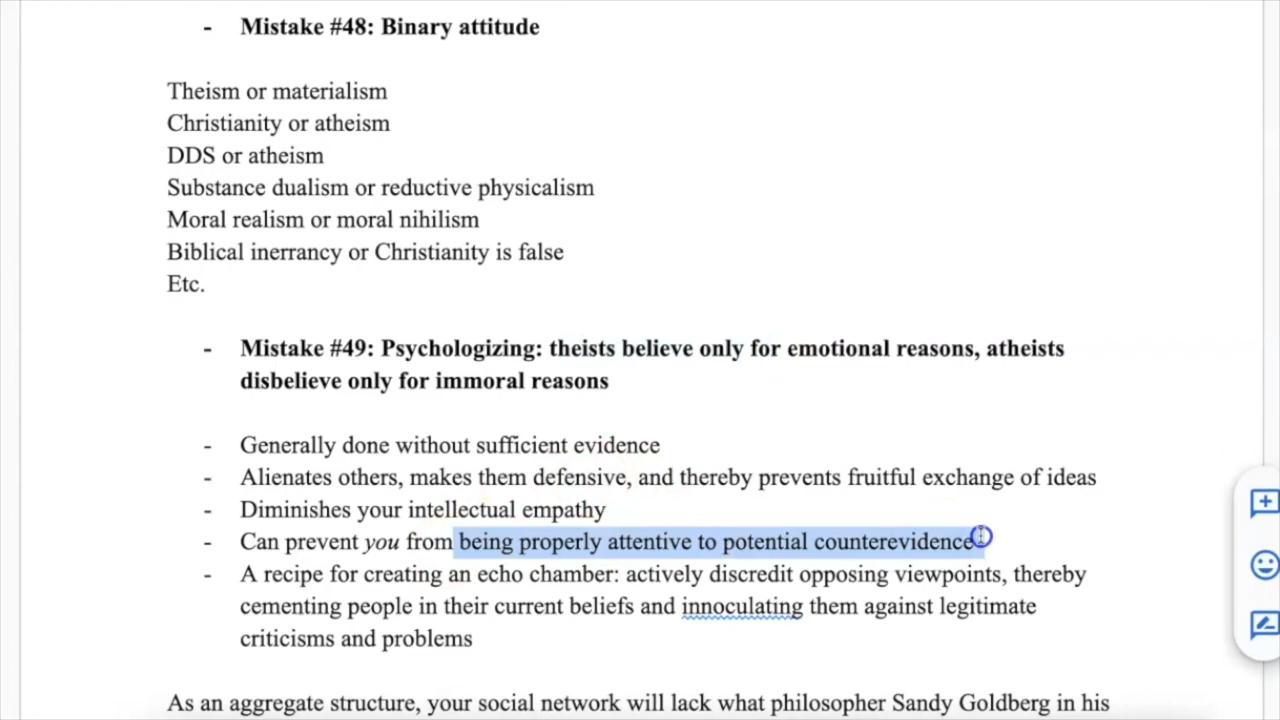 - Mistake #48: Binary attitude
Theism or materialism
Christianity or atheism
DDS or atheism
Substance dualism or reductive physicalism
Moral realism or moral nihilism
Biblical inerrancy or Christianity is false
Etc.
- Mistake #49: Psychologizing: theists believe only for emotional reasons, atheists
disbelieve only for immoral reasons
- Generally done without sufficient evidence
- Alienates others, makes them defensive, and thereby prevents fruitful exchange of ideas
- Diminishes your intellectual empathy
- Can prevent you from being properly attentive to potential counterevidence
- A recipe for creating an echo chamber: actively discredit opposing viewpoints, thereby
cementing people in their current beliefs and innoculating them against legitimate
criticisms and problems
As an aggregate structure, your social network will lack what philosopher Sandy Goldberg in his